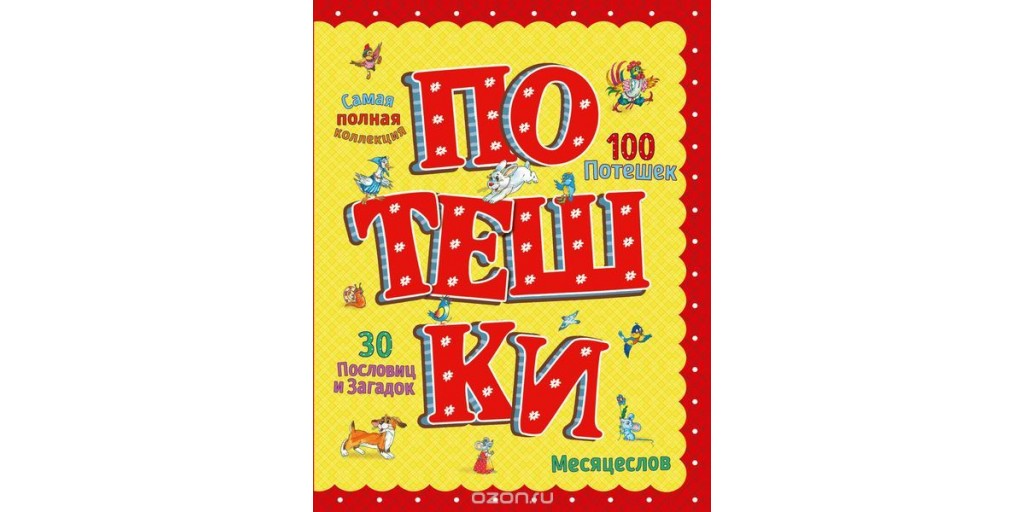 Самая
полная
коллекция
ПО
100
Потешек
ТЕШ
КИ
30
Пословиц
и Загадок
Месяцеслов
ozon.ru